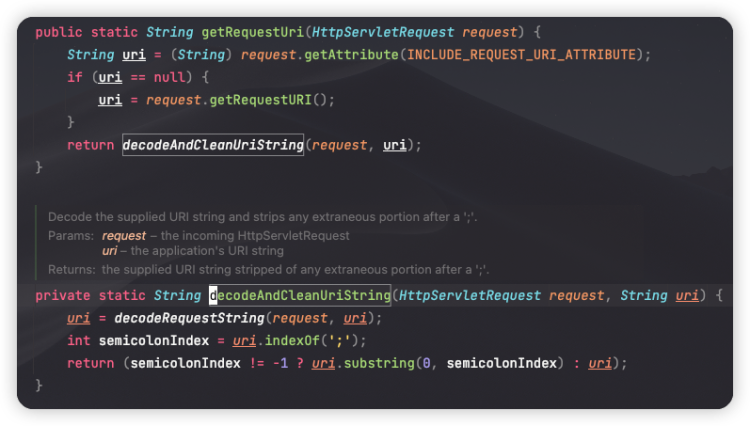 public static String getRequestUri(HttpServletRequest request) {
String uri = (String) request.getAttribute(INCLUDE_REQUEST_URI_ATTRIBUTE);
if (uri == null) {
uri = request.getRequestURI();
}
return decodeAndCleanUriString(request, uri);
}
Decode the supplied URI string and strips any extraneous portion after a ';'.
Params: request – the incoming HttpServletRequest
uri – the application's URI string
Returns: the supplied URI string stripped of any extraneous portion after a ';'.
private static String decodeAndCleanUriString(HttpServletRequest request, String uri) {
uri = decodeRequestString(request, uri);
int semicolonIndex = uri.indexOf(';');
return (semicolonIndex != -1 ? uri.substring(0, semicolonIndex) : uri);
}